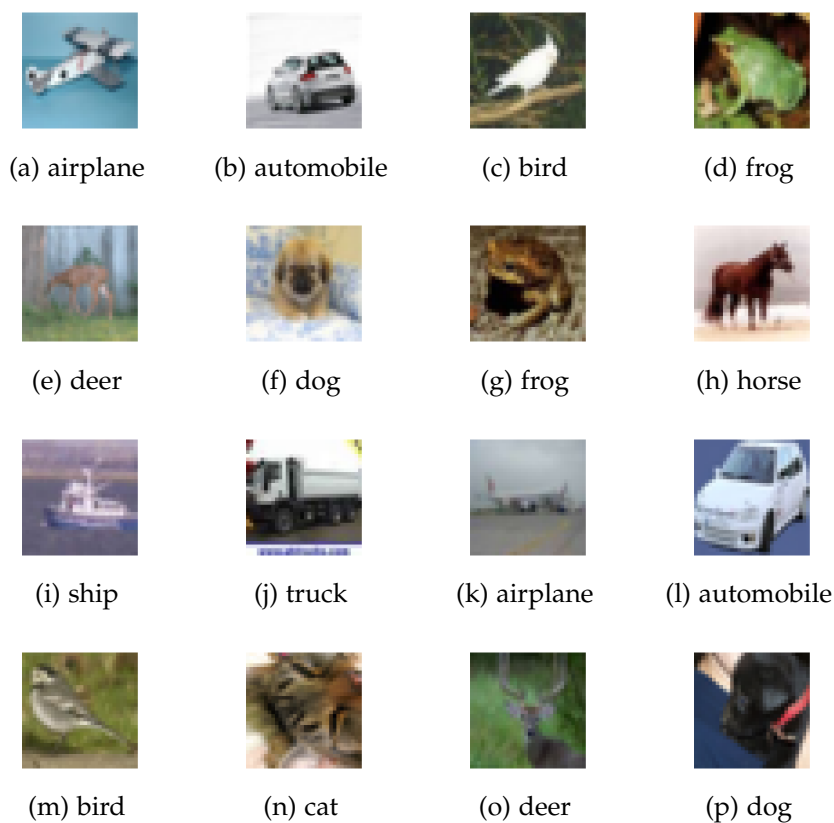 (a) airplane
(b) automobile
(c) bird
(d) frog
(e) deer
(f) dog
(g) frog
(h) horse
(i) ship
(j) truck
(k) airplane
(l) automobile
(m) bird
(n) cat
(o) deer
(p) dog